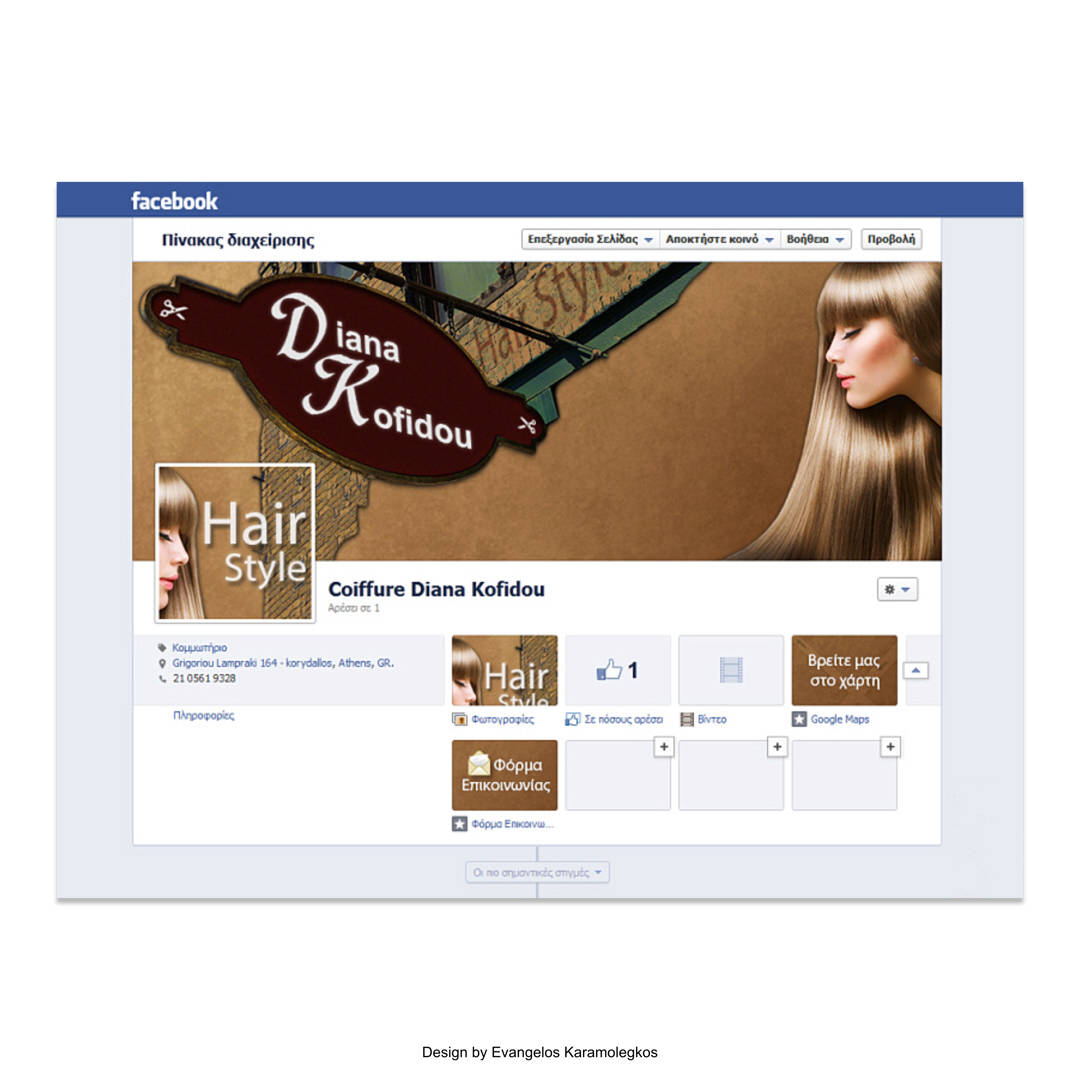 facebook
Πίνακας διαχείρισης
Επεξεργασία Σελίδας
Αποκτήστε κοινό
Βοήθεια
Προβολή
Hair Style
Diana
Kofidou
Hair
Style
Coiffure Diana Kofidou
Αρέσει σε 1
Κομμωτήριο
Grigoriou Lampraki 164 - korydallos, Athens, GR.
21 0561 9328
Πληροφορίες
Hair
Style
1
Βρείτε μας
στο χάρτη
Φωτογραφίες
Σε πόσους αρέσει
Βίντεο
Google Maps
Φόρμα
Επικοινωνίας
Φόρμα Επικοινω...
Οι πιο σημαντικές στιγμές
Design by Evangelos Karamolegkos